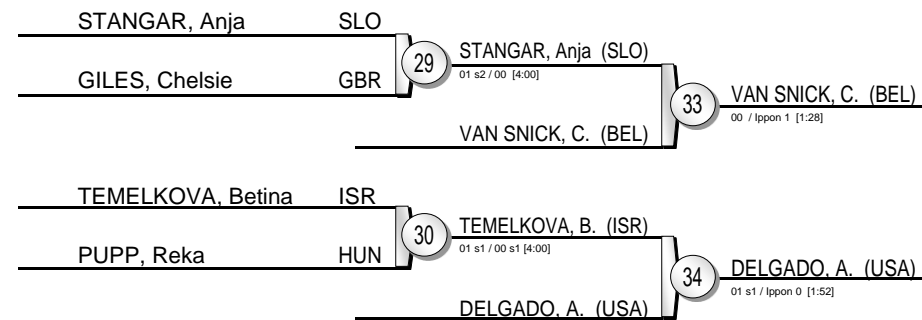 STANGAR, Anja SLO
GILES, Chelsie GBR
29
STANGAR, Anja (SLO)
01 s2 / 00 [4:00]
VAN SNICK, C. (BEL)
33
VAN SNICK, C. (BEL)
00 / Ippon 1 [1:28]
TEMELKOVA, Betina ISR
PUPP, Reka HUN
30
TEMELKOVA, B. (ISR)
01 s1 / 00 s1 [4:00]
DELGADO, A. (USA)
34
DELGADO, A. (USA)
01 s1 / Ippon 0 [1:52]